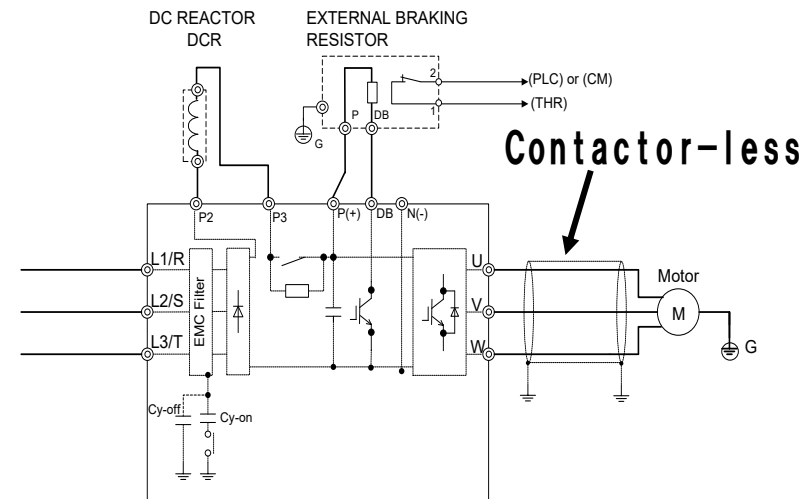 DC REACTOR
DCR
EXTERNAL BRAKING
RESISTOR
2
(PLC) or (CM)
1
(THR)
P
DB
G
Contactor-less
P2
P3
P(+)
DB
N(-)
L1/R
L2/S
L3/T
EMC Filter
U
V
W
Motor
M
G
Cy-off
Cy-on